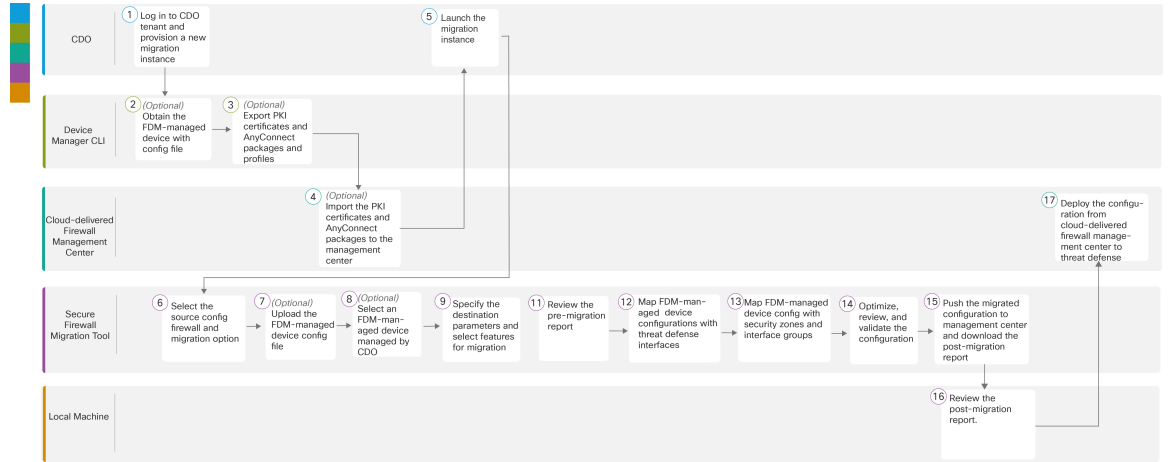 CDO
1
Log in to CDO
tenant and
provision a new
migration
instance
5
Launch the
migration
instance
Device
Manager CLI
2
(Optional)
Obtain the
FDM-managed
device with
config file
3
(Optional)
Export PKI
certificates and
AnyConnect
packages and
profiles
Cloud-delivered
Firewall
Management
Center
4
(Optional)
Import the PKI
certificates and
AnyConnect
packages to the
management
center
17
Deploy the configu-
ration from
cloud-delivered
firewall manage-
ment center to
threat defense
Secure
Firewall
Migration Tool
6
Select the
source config
firewall and
migration option
7
(Optional)
Upload the
FDM-managed
device config
file
8
(Optional)
Select an
FDM-man-
aged device
managed by
CDO
9
Specify the
destination
parameters and
select features
for migration
11
Review the
pre-migration
report
12
Map FDM-man-
aged device
configurations with
threat defense
interfaces
13
Map FDM-managed
device config with
security zones and
interface groups
14
Optimize,
review, and
validate the
configuration
15
Push the migrated
configuration to
management center
and download the
post-migration
report
Local Machine
16
Review the
post-migration
report.